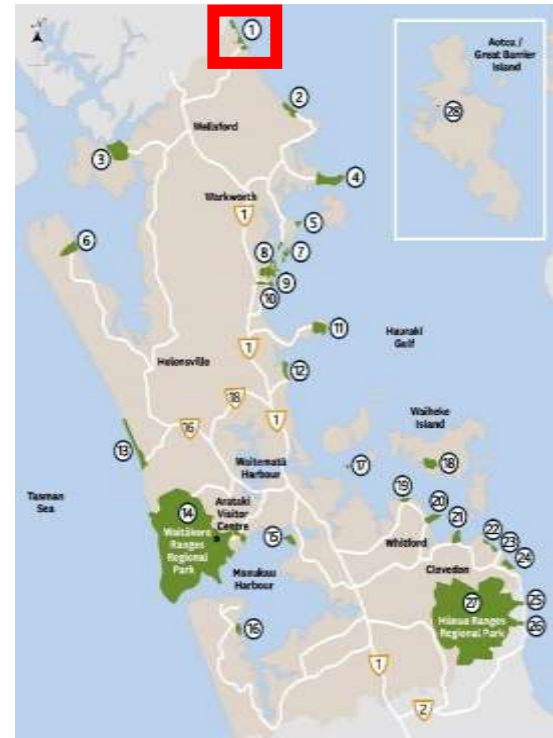 1
Aotea /
Great Barrier
Island
28
2
Wellsford
3
4
Warkworth
1
5
6
8
7
9
10
11
Hauraki
Gulf
1
12
Helensville
18
16
1
Waiheke
Island
13
Waitematā
Harbour
17
18
Tasman
Sea
14
Arataki
Visitor
Centre
Waitākere
Ranges
Regional
Park
19
20
15
21
Whitford
22
23
Manukau
Harbour
Clevedon
24
27
25
Hūnua Ranges
Regional Park
26
16
1
2